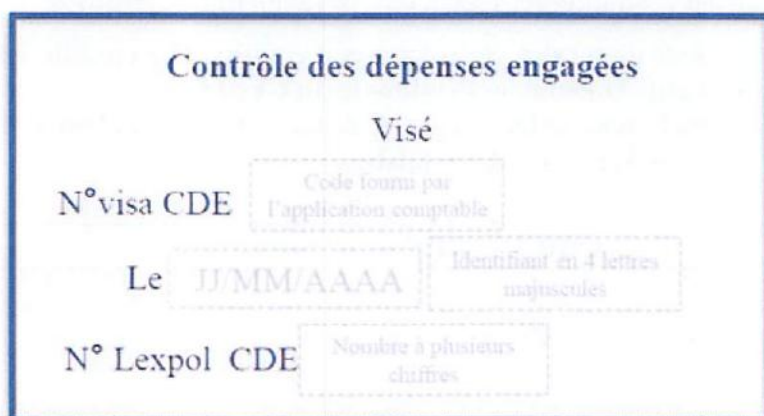 Contrôle des dépenses engagées
Visé
N°visa CDE
Code fourni par
l'application comptable
Le
JJ/MM/AAAA
Identifiant en 4 lettres
majuscules
N° Lexpol CDE
Nombre à plusieurs
chiffres